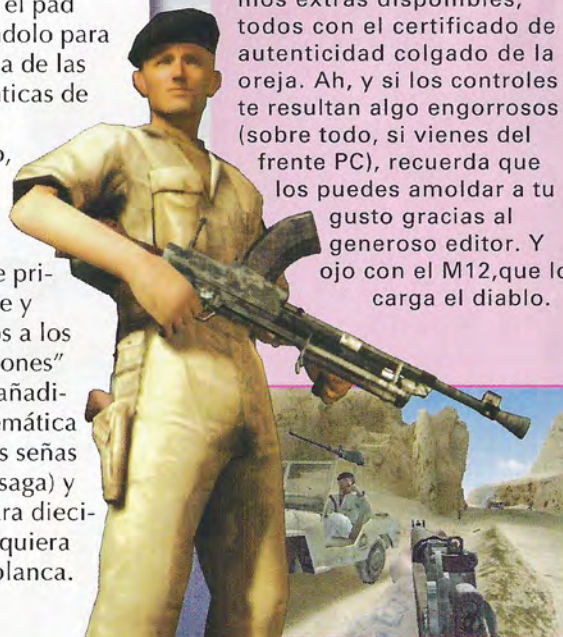 el pad
ndolo para
a de las
ticas de
o,
e pri-
e y
s a los
ones"
añadi-
emática
s señas
saga) y
ra dieci-
quiera
blanca.
mos extras disponibles,
todos con el certificado de
autenticidad colgado de la
oreja. Ah, y si los controles
te resultan algo engorrosos
(sobre todo, si vienes del
frente PC), recuerda que
los puedes amoldar a tu
gusto gracias al
generoso editor. Y
ojo con el M12,que lo
carga el diablo.